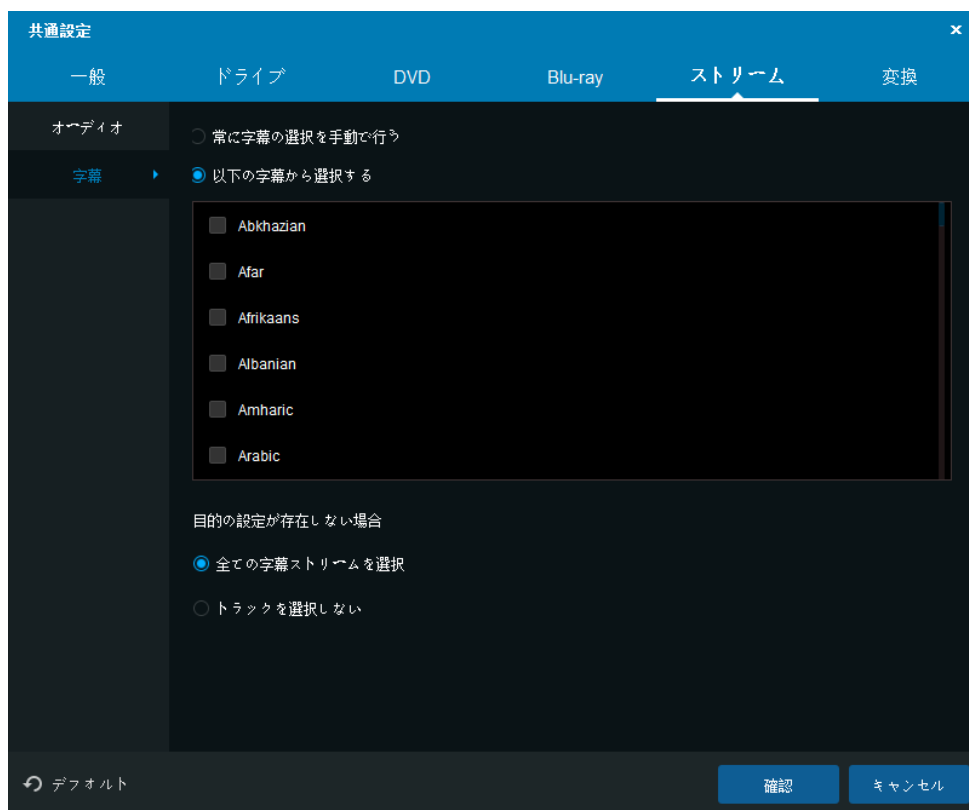 共通設定
一般 ドライブ DVD Blu-ray ストリーム 変換
オーディオ
字幕
常に字幕の選択を手動で行う
以下の字幕から選択する
Abkhazian
Afar
Afrikaans
Albanian
Amharic
Arabic
目的の設定が存在しない場合
全ての字幕ストリームを選択
トラックを選択しない
デフォルト 確認 キャンセル